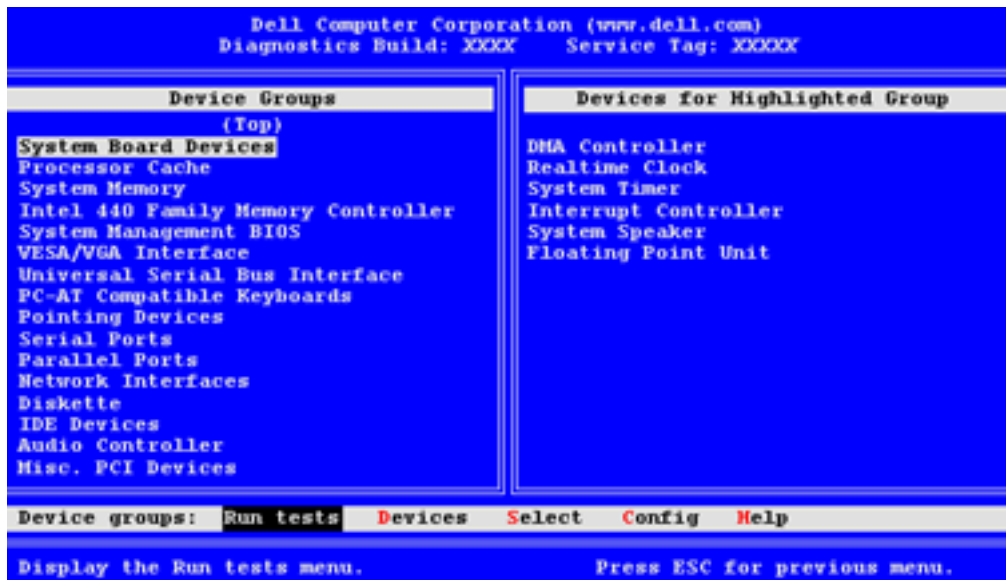 Dell Computer Corporation (www.dell.com)
Diagnostics Build: XXXX Service Tag: XXXXX
Device Groups
(Top)
System Board Devices
Processor Cache
System Memory
Intel 440 Family Memory Controller
System Management BIOS
VESA/VGA Interface
Universal Serial Bus Interface
PC-AT Compatible Keyboards
Pointing Devices
Serial Ports
Parallel Ports
Network Interfaces
Diskette
IDE Devices
Audio Controller
Misc. PCI Devices
Devices for Highlighted Group
DMA Controller
Realtime Clock
System Timer
Interrupt Controller
System Speaker
Floating Point Unit
Device groups: Run tests Devices Select Config Help
Display the Run tests menu. Press ESC for previous menu.